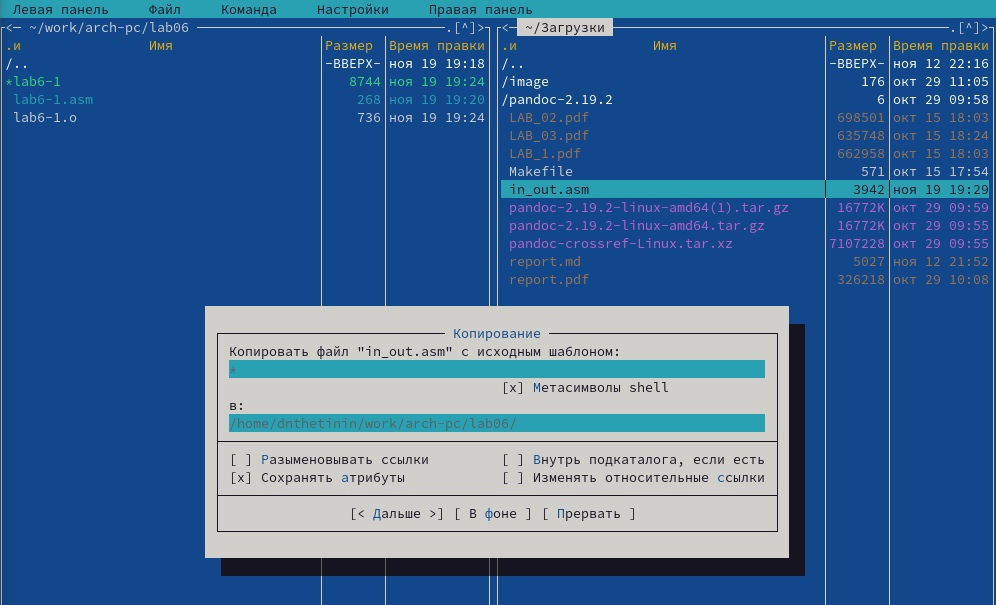 Левая панель Файл Команда Настройки Правая панель
<─ ~/work/arch-pc/lab06 .[^]>
.и Имя Размер Время правки
/.. -ВВЕРХ- ноя 19 19:18
*lab6-1 8744 ноя 19 19:24
lab6-1.asm 268 ноя 19 19:20
lab6-1.o 736 ноя 19 19:24
<─ ~/Загрузки .[^]>
.и Имя Размер Время правки
/.. -ВВЕРХ- ноя 12 22:16
/image 176 окт 29 11:05
/pandoc-2.19.2 6 окт 29 09:58
LAB_02.pdf 698501 окт 15 18:03
LAB_03.pdf 635748 окт 15 18:24
LAB_1.pdf 662958 окт 15 18:03
Makefile 571 окт 15 17:54
in_out.asm 3942 ноя 19 19:29
pandoc-2.19.2-linux-amd64(1).tar.gz 16772K окт 29 09:59
pandoc-2.19.2-linux-amd64.tar.gz 16772K окт 29 09:55
pandoc-crossref-Linux.tar.xz 7107228 окт 29 09:55
report.md 5027 ноя 12 21:52
report.pdf 326218 окт 29 10:08
Копирование
Копировать файл "in_out.asm" с исходным шаблоном:
*
[x] Метасимволы shell
в:
/home/dnthetinin/work/arch-pc/lab06/
[ ] Разыменовывать ссылки [ ] Внутрь подкаталога, если есть
[x] Сохранять атрибуты [ ] Изменять относительные ссылки
[< Дальше >] [ В фоне ] [ Прервать ]